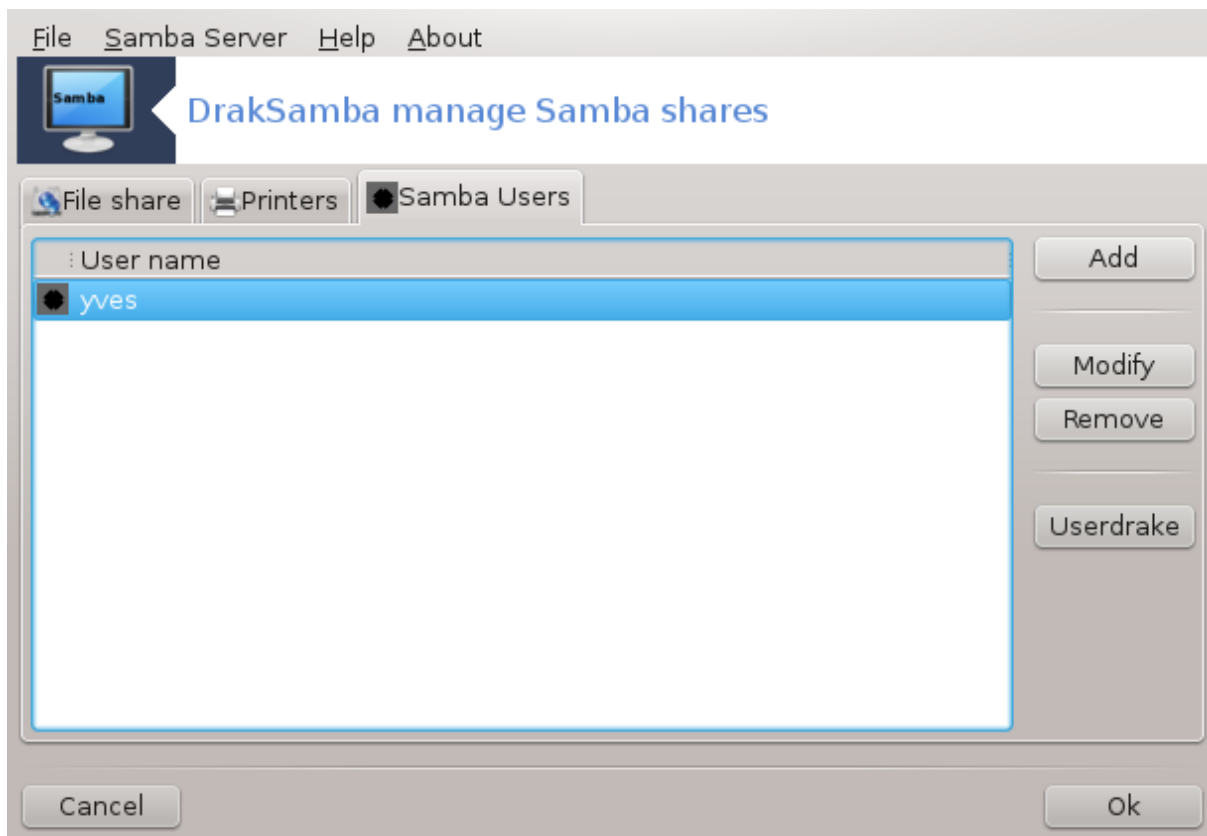 File Samba Server Help About
Samba
DrakSamba manage Samba shares
File share Printers Samba Users
User name
yves
Add
Modify
Remove
Userdrake
Cancel Ok